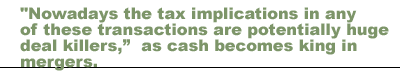 "Nowadays the tax implications in any
of these transactions are potentially huge
deal killers,” as cash becomes king in
mergers.